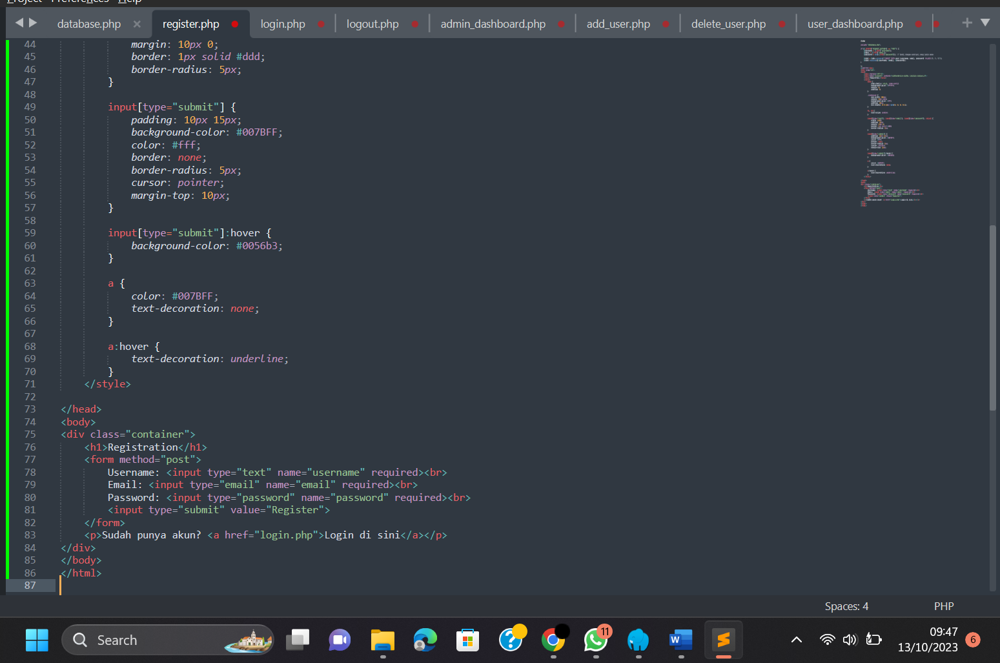 Project Preferences Help
database.php × register.php login.php logout.php admin_dashboard.php add_user.php delete_user.php user_dashboard.php
44 margin: 10px 0;
45 border: 1px solid #ddd;
46 border-radius: 5px;
47 }
48
49 input[type="submit"] {
50 padding: 10px 15px;
51 background-color: #007BFF;
52 color: #fff;
53 border: none;
54 border-radius: 5px;
55 cursor: pointer;
56 margin-top: 10px;
57 }
58
59 input[type="submit"]:hover {
60 background-color: #0056b3;
61 }
62
63 a {
64 color: #007BFF;
65 text-decoration: none;
66 }
67
68 a:hover {
69 text-decoration: underline;
70 }
71 </style>
72
73 </head>
74 <body>
75 <div class="container">
76 <h1>Registration</h1>
77 <form method="post">
78 Username: <input type="text" name="username" required><br>
79 Email: <input type="email" name="email" required><br>
80 Password: <input type="password" name="password" required><br>
81 <input type="submit" value="Register">
82 </form>
83 <p>Sudah punya akun? <a href="login.php">Login di sini</a></p>
84 </div>
85 </body>
86 </html>
87
Spaces: 4 PHP
Search
11
W
09:47
13/10/2023
6